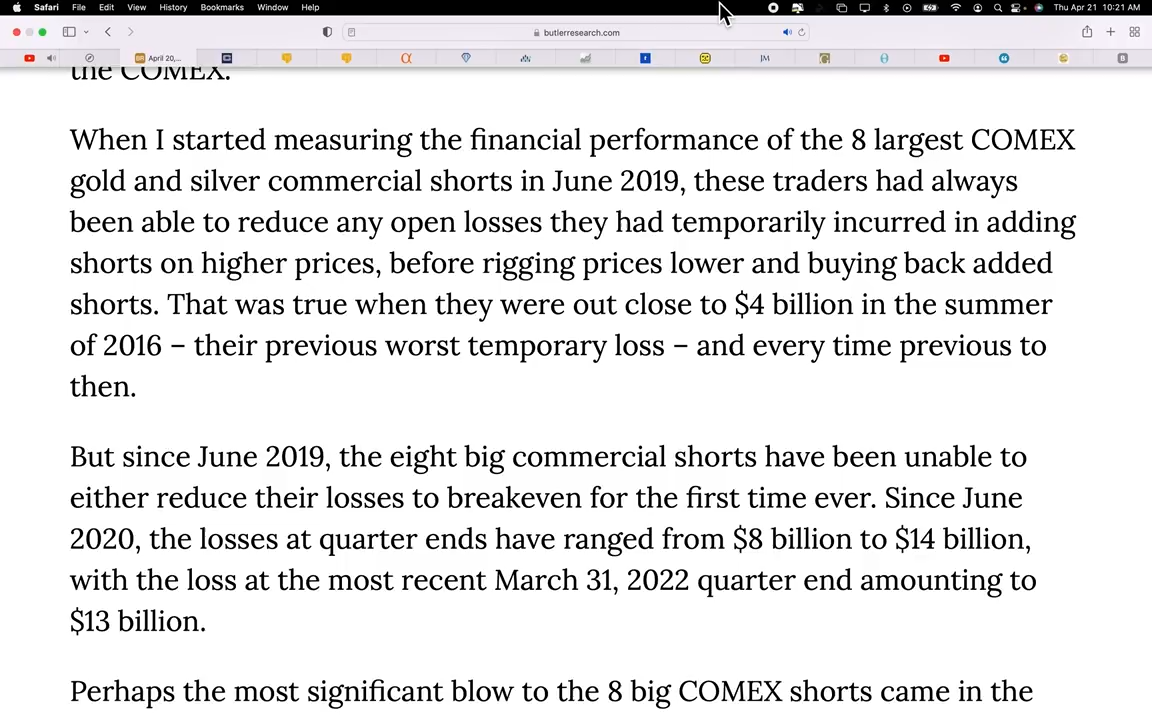 Safari File Edit View History Bookmarks Window Help Thu Apr 21 10:21 AM
butlerresearch.com
April 20,... JM
the COMEX.
When I started measuring the financial performance of the 8 largest COMEX
gold and silver commercial shorts in June 2019, these traders had always
been able to reduce any open losses they had temporarily incurred in adding
shorts on higher prices, before rigging prices lower and buying back added
shorts. That was true when they were out close to $4 billion in the summer
of 2016 – their previous worst temporary loss – and every time previous to
then.
But since June 2019, the eight big commercial shorts have been unable to
either reduce their losses to breakeven for the first time ever. Since June
2020, the losses at quarter ends have ranged from $8 billion to $14 billion,
with the loss at the most recent March 31, 2022 quarter end amounting to
$13 billion.
Perhaps the most significant blow to the 8 big COMEX shorts came in the